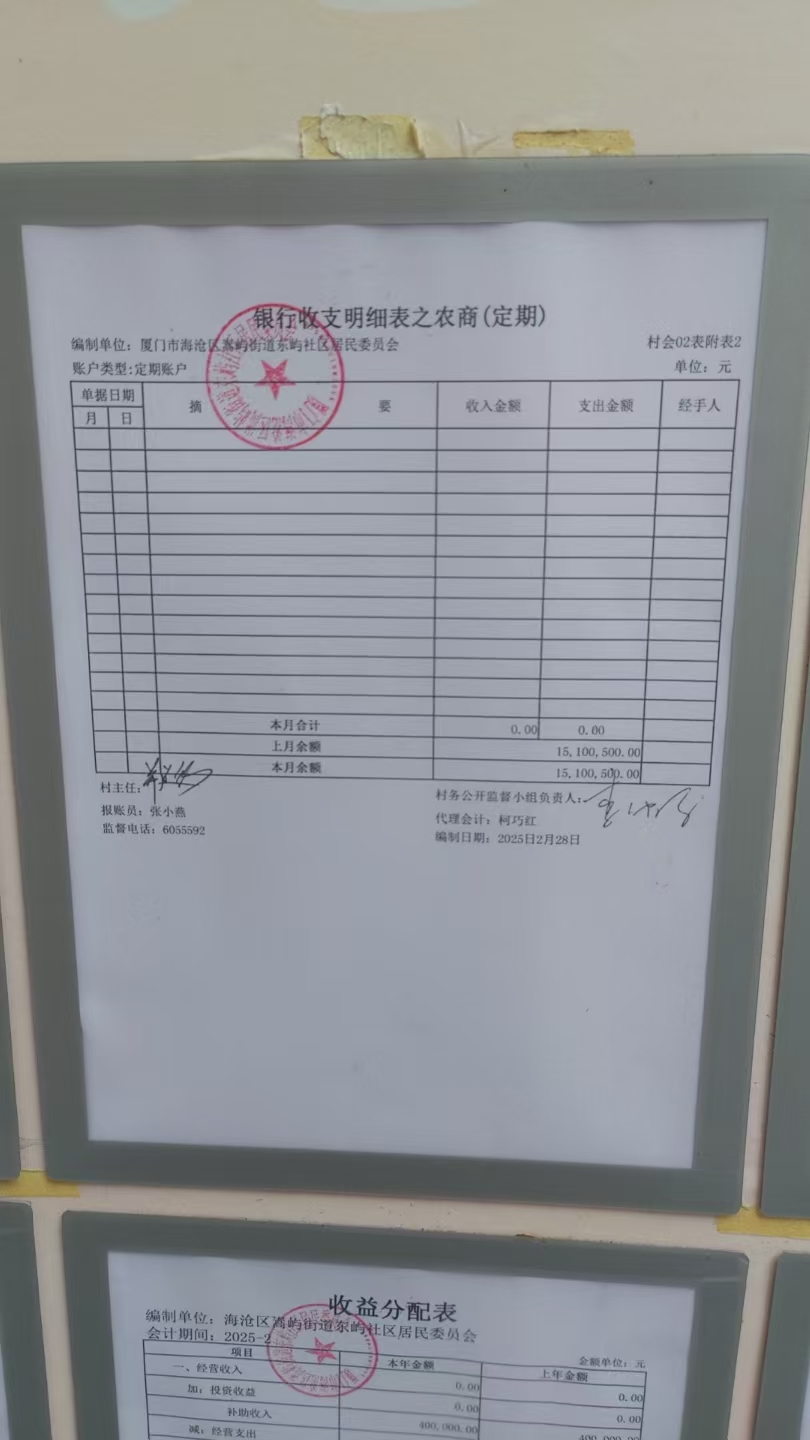 银行收支明细表之农商(定期)
编制单位：厦门市海沧区嵩屿街道东屿社区居民委员会 村会02表附表2
账户类型:定期账户 单位：元
单据日期 摘 要 收入金额 支出金额 经手人
月 日
本月合计 0.00 0.00
上月余额 15,100,500.00
本月余额 15,100,500.00
村主任： 村务公开监督小组负责人：
报账员：张小燕 代理会计：柯巧红
监督电话：6055592 编制日期：2025日2月28日
收益分配表
编制单位：海沧区嵩屿街道东屿社区居民委员会
会计期间：2025-2 金额单位：元
项目 本年金额 上年金额
一、经营收入 0.00 0.00
加：投资收益 0.00 0.00
补助收入 400,000.00 400,000.00
减：经营支出